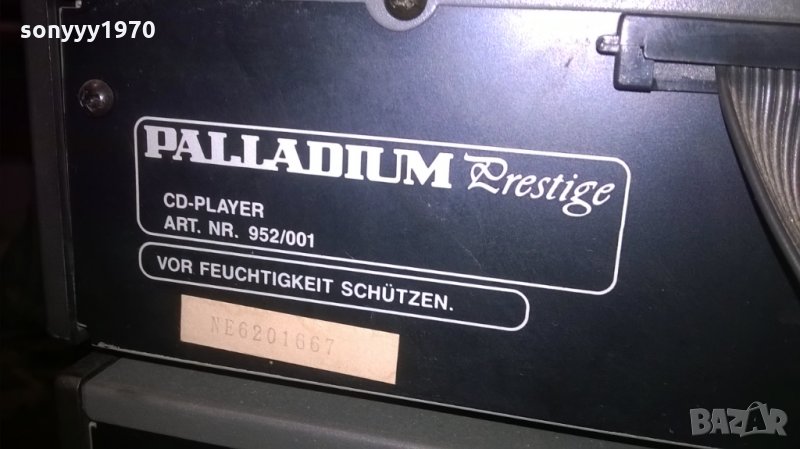 sonyyy1970
PALLADIUM Prestige
CD-PLAYER
ART. NR. 952/001
VOR FEUCHTIGKEIT SCHÜTZEN.
NE6201667
BAZAR